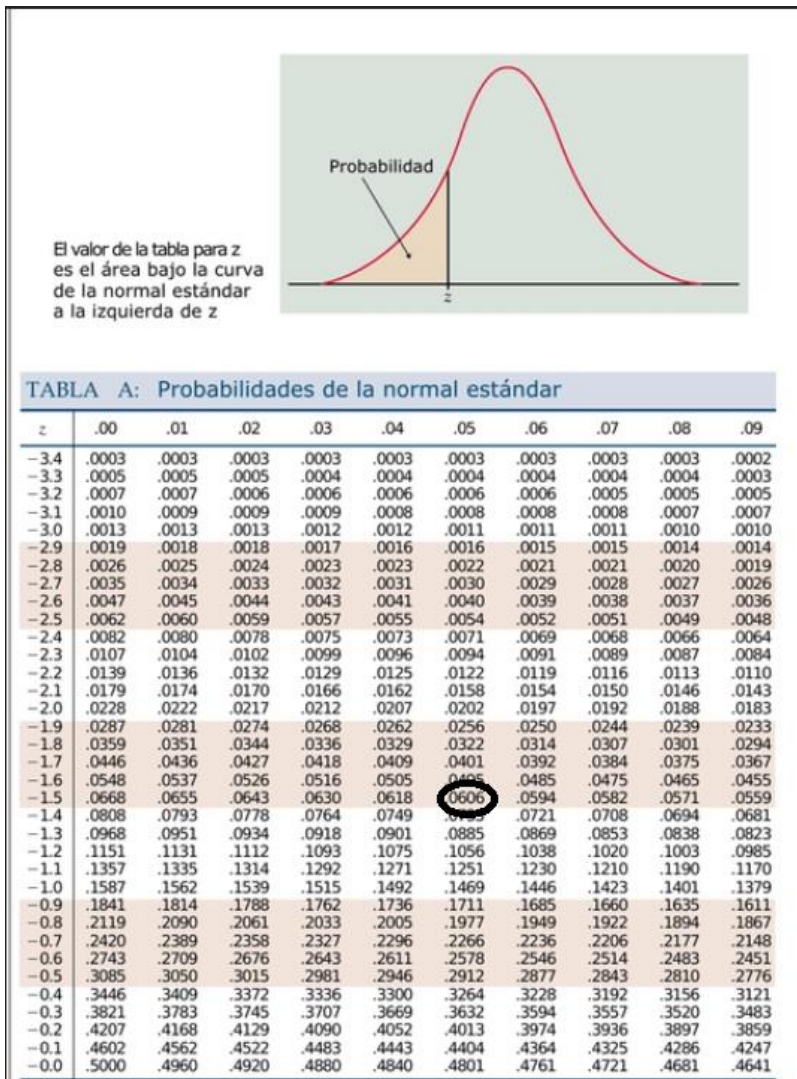 Probabilidad
El valor de la tabla para z
es el área bajo la curva
de la normal estándar
a la izquierda de z
z
TABLA A: Probabilidades de la normal estándar
z .00 .01 .02 .03 .04 .05 .06 .07 .08 .09
−3.4 .0003 .0003 .0003 .0003 .0003 .0003 .0003 .0003 .0003 .0002
−3.3 .0005 .0005 .0005 .0004 .0004 .0004 .0004 .0004 .0004 .0003
−3.2 .0007 .0007 .0006 .0006 .0006 .0006 .0006 .0005 .0005 .0005
−3.1 .0010 .0009 .0009 .0009 .0008 .0008 .0008 .0008 .0007 .0007
−3.0 .0013 .0013 .0013 .0012 .0012 .0011 .0011 .0011 .0010 .0010
−2.9 .0019 .0018 .0018 .0017 .0016 .0016 .0015 .0015 .0014 .0014
−2.8 .0026 .0025 .0024 .0023 .0023 .0022 .0021 .0021 .0020 .0019
−2.7 .0035 .0034 .0033 .0032 .0031 .0030 .0029 .0028 .0027 .0026
−2.6 .0047 .0045 .0044 .0043 .0041 .0040 .0039 .0038 .0037 .0036
−2.5 .0062 .0060 .0059 .0057 .0055 .0054 .0052 .0051 .0049 .0048
−2.4 .0082 .0080 .0078 .0075 .0073 .0071 .0069 .0068 .0066 .0064
−2.3 .0107 .0104 .0102 .0099 .0096 .0094 .0091 .0089 .0087 .0084
−2.2 .0139 .0136 .0132 .0129 .0125 .0122 .0119 .0116 .0113 .0110
−2.1 .0179 .0174 .0170 .0166 .0162 .0158 .0154 .0150 .0146 .0143
−2.0 .0228 .0222 .0217 .0212 .0207 .0202 .0197 .0192 .0188 .0183
−1.9 .0287 .0281 .0274 .0268 .0262 .0256 .0250 .0244 .0239 .0233
−1.8 .0359 .0351 .0344 .0336 .0329 .0322 .0314 .0307 .0301 .0294
−1.7 .0446 .0436 .0427 .0418 .0409 .0401 .0392 .0384 .0375 .0367
−1.6 .0548 .0537 .0526 .0516 .0505 .0495 .0485 .0475 .0465 .0455
−1.5 .0668 .0655 .0643 .0630 .0618 .0606 .0594 .0582 .0571 .0559
−1.4 .0808 .0793 .0778 .0764 .0749 .0721 .0708 .0694 .0681
−1.3 .0968 .0951 .0934 .0918 .0901 .0885 .0869 .0853 .0838 .0823
−1.2 .1151 .1131 .1112 .1093 .1075 .1056 .1038 .1020 .1003 .0985
−1.1 .1357 .1335 .1314 .1292 .1271 .1251 .1230 .1210 .1190 .1170
−1.0 .1587 .1562 .1539 .1515 .1492 .1469 .1446 .1423 .1401 .1379
−0.9 .1841 .1814 .1788 .1762 .1736 .1711 .1685 .1660 .1635 .1611
−0.8 .2119 .2090 .2061 .2033 .2005 .1977 .1949 .1922 .1894 .1867
−0.7 .2420 .2389 .2358 .2327 .2296 .2266 .2236 .2206 .2177 .2148
−0.6 .2743 .2709 .2676 .2643 .2611 .2578 .2546 .2514 .2483 .2451
−0.5 .3085 .3050 .3015 .2981 .2946 .2912 .2877 .2843 .2810 .2776
−0.4 .3446 .3409 .3372 .3336 .3300 .3264 .3228 .3192 .3156 .3121
−0.3 .3821 .3783 .3745 .3707 .3669 .3632 .3594 .3557 .3520 .3483
−0.2 .4207 .4168 .4129 .4090 .4052 .4013 .3974 .3936 .3897 .3859
−0.1 .4602 .4562 .4522 .4483 .4443 .4404 .4364 .4325 .4286 .4247
−0.0 .5000 .4960 .4920 .4880 .4840 .4801 .4761 .4721 .4681 .4641